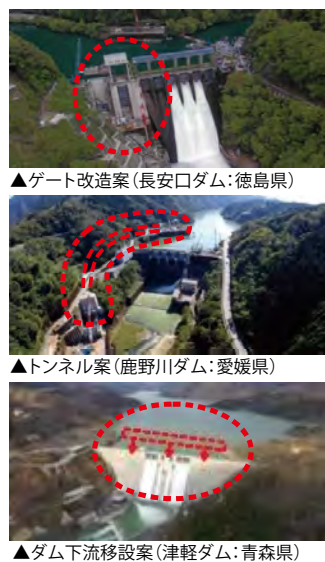 ▲ゲート改造案（長安口ダム：徳島県）
▲トンネル案（鹿野川ダム：愛媛県）
▲ダム下流移設案（津軽ダム：青森県）